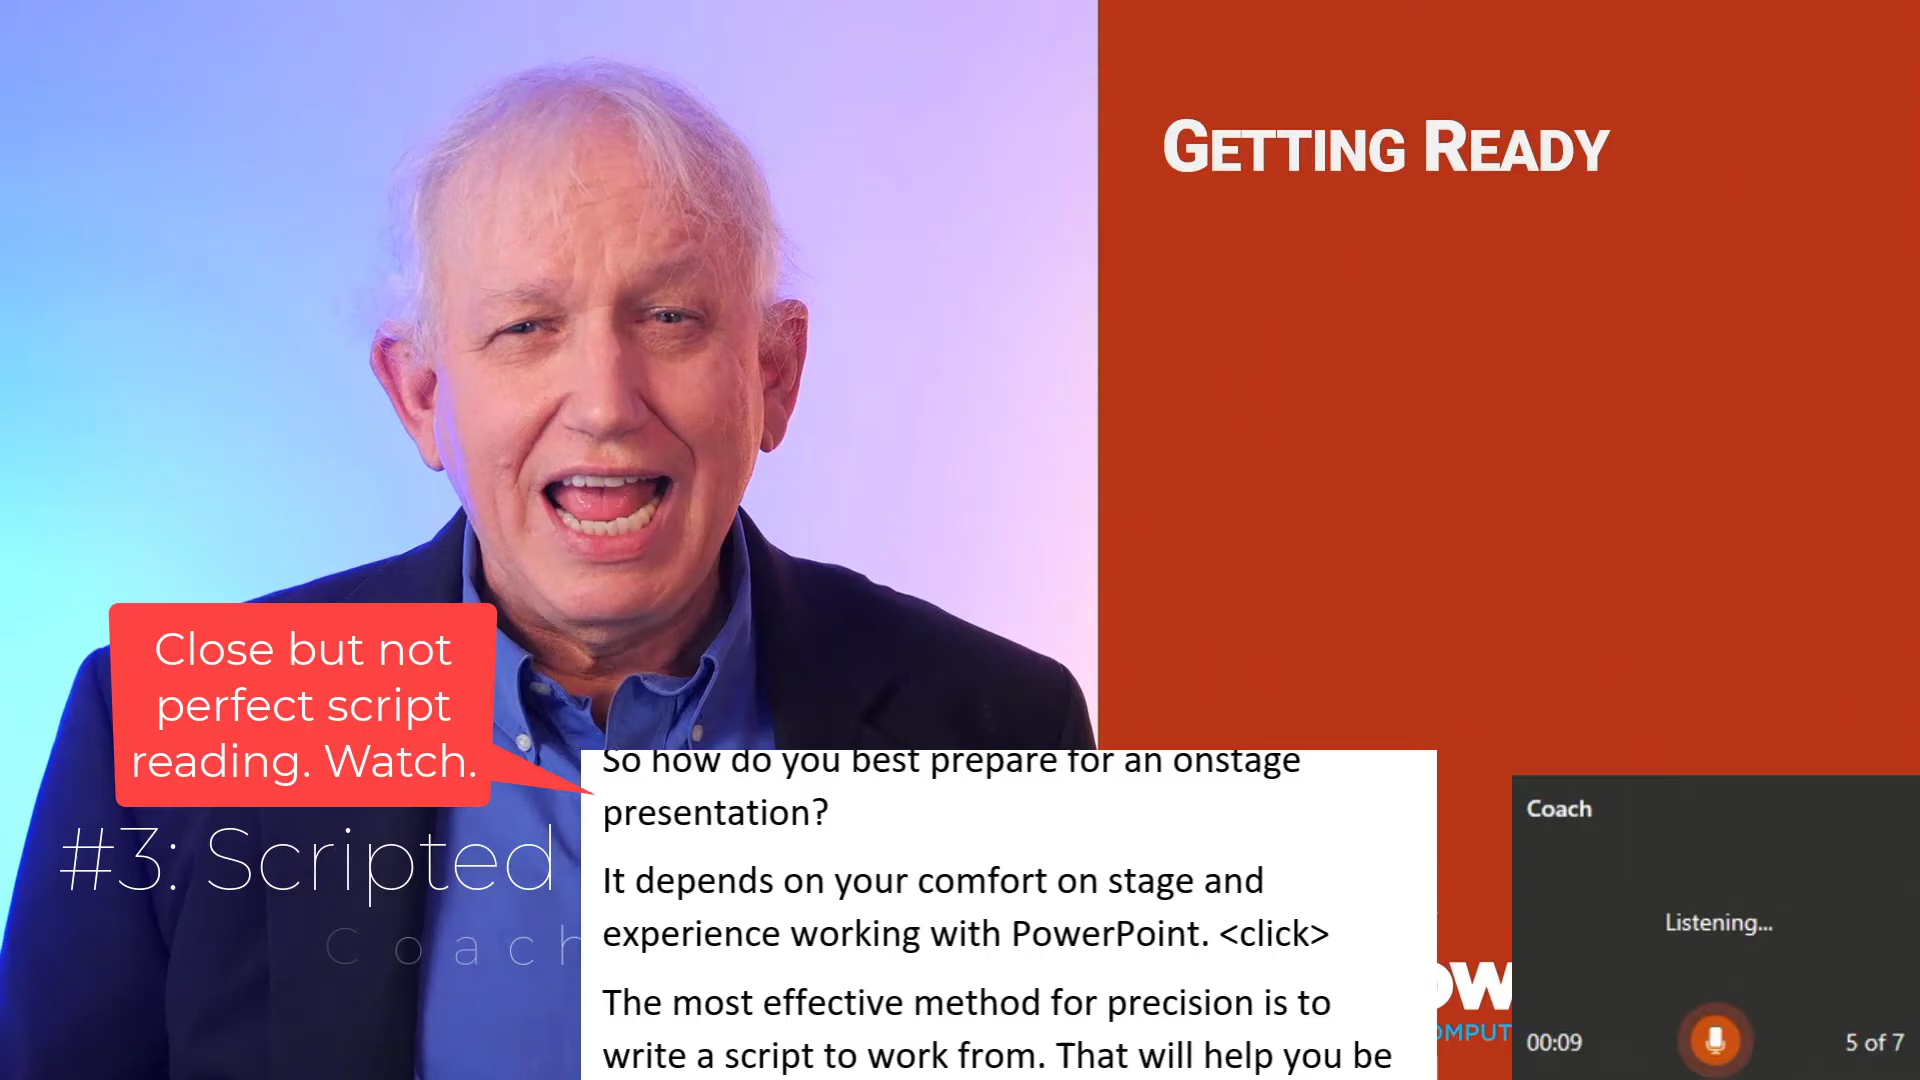 GETTING READY
Close but not
perfect script
reading. Watch.
#3: Scripted
Coach
So how do you best prepare for an onstage
presentation?
It depends on your comfort on stage and
experience working with PowerPoint. <click>
The most effective method for precision is to
write a script to work from. That will help you be
Coach
Listening...
00:09
5 of 7